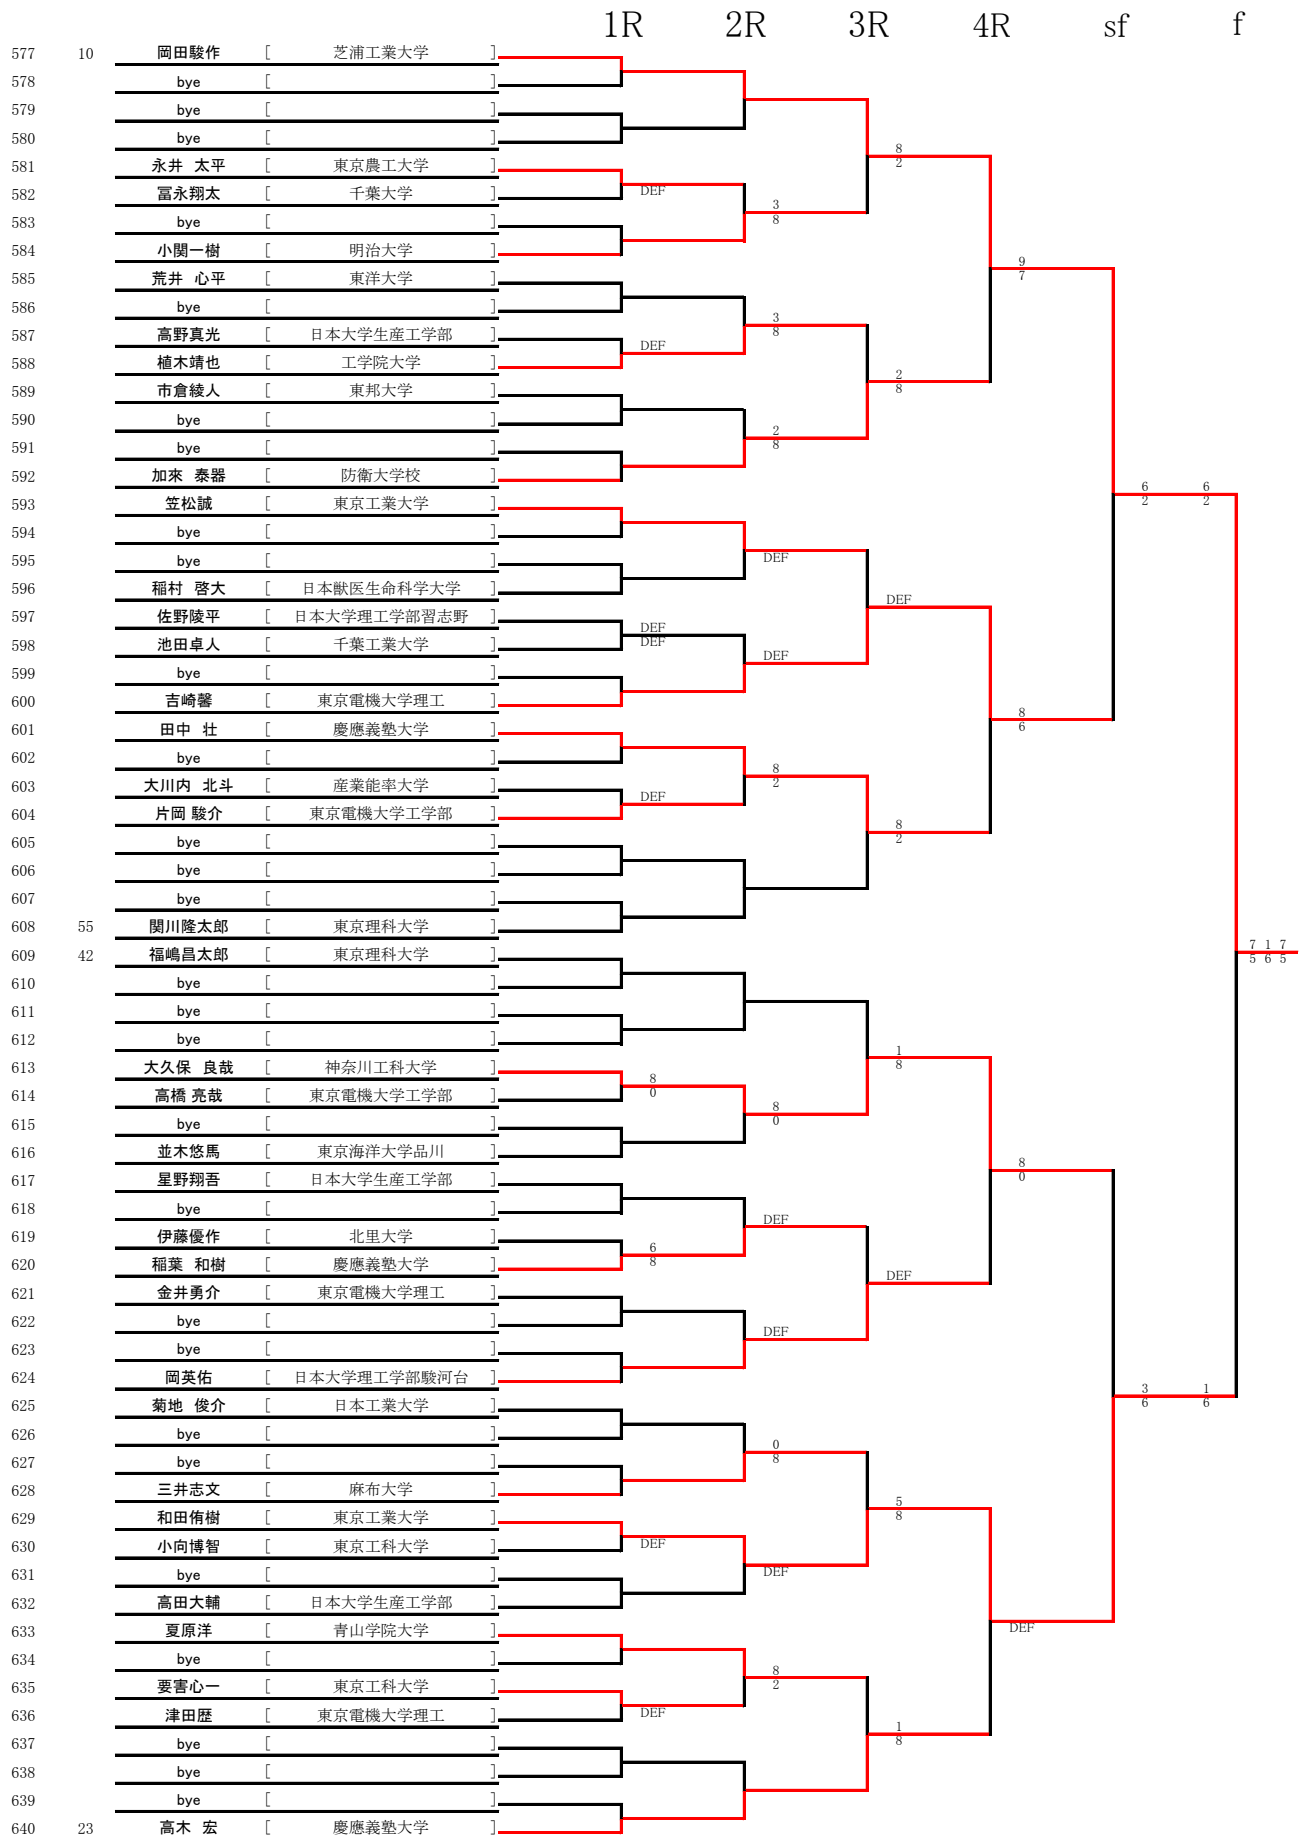 1R 2R 3R 4R sf f
577 10 岡田駿作 [ 芝浦工業大学 ]
578 bye [ ]
579 bye [ ]
580 bye [ ]
8
2
581 永井 太平 [ 東京農工大学 ]
582 冨永翔太 [ 千葉大学 ] DEF
3
8
583 bye [ ]
584 小関一樹 [ 明治大学 ]
9
7
585 荒井 心平 [ 東洋大学 ]
586 bye [ ]
3
8
587 高野真光 [ 日本大学生産工学部 ]
DEF
588 植木靖也 [ 工学院大学 ]
2
8
589 市倉綾人 [ 東邦大学 ]
590 bye [ ]
2
8
591 bye [ ]
592 加來 泰器 [ 防衛大学校 ]
6 6
2 2
593 笠松誠 [ 東京工業大学 ]
594 bye [ ]
DEF
595 bye [ ]
596 稲村 啓大 [ 日本獣医生命科学大学 ]
DEF
597 佐野陵平 [ 日本大学理工学部習志野 ]
DEF
DEF
598 池田卓人 [ 千葉工業大学 ]
DEF
599 bye [ ]
600 吉崎馨 [ 東京電機大学理工 ]
8
6
601 田中 壮 [ 慶應義塾大学 ]
602 bye [ ]
8
2
603 大川内 北斗 [ 産業能率大学 ]
DEF
604 片岡 駿介 [ 東京電機大学工学部 ]
8
2
605 bye [ ]
606 bye [ ]
607 bye [ ]
608 55 関川隆太郎 [ 東京理科大学 ]
7 1 7
5 6 5
609 42 福嶋昌太郎 [ 東京理科大学 ]
610 bye [ ]
611 bye [ ]
612 bye [ ]
1
8
613 大久保 良哉 [ 神奈川工科大学 ]
8
0
614 高橋 亮哉 [ 東京電機大学工学部 ]
8
0
615 bye [ ]
616 並木悠馬 [ 東京海洋大学品川 ]
8
0
617 星野翔吾 [ 日本大学生産工学部 ]
618 bye [ ]
DEF
619 伊藤優作 [ 北里大学 ]
6
8
620 稲葉 和樹 [ 慶應義塾大学 ]
DEF
621 金井勇介 [ 東京電機大学理工 ]
622 bye [ ]
DEF
623 bye [ ]
624 岡英佑 [ 日本大学理工学部駿河台 ]
3 1
6 6
625 菊地 俊介 [ 日本工業大学 ]
626 bye [ ]
0
8
627 bye [ ]
628 三井志文 [ 麻布大学 ]
5
8
629 和田侑樹 [ 東京工業大学 ]
630 小向博智 [ 東京工科大学 ] DEF
DEF
631 bye [ ]
632 高田大輔 [ 日本大学生産工学部 ]
DEF
633 夏原洋 [ 青山学院大学 ]
634 bye [ ]
8
2
635 要害心一 [ 東京工科大学 ]
DEF
636 津田歴 [ 東京電機大学理工 ]
1
8
637 bye [ ]
638 bye [ ]
639 bye [ ]
640 23 高木 宏 [ 慶應義塾大学 ]